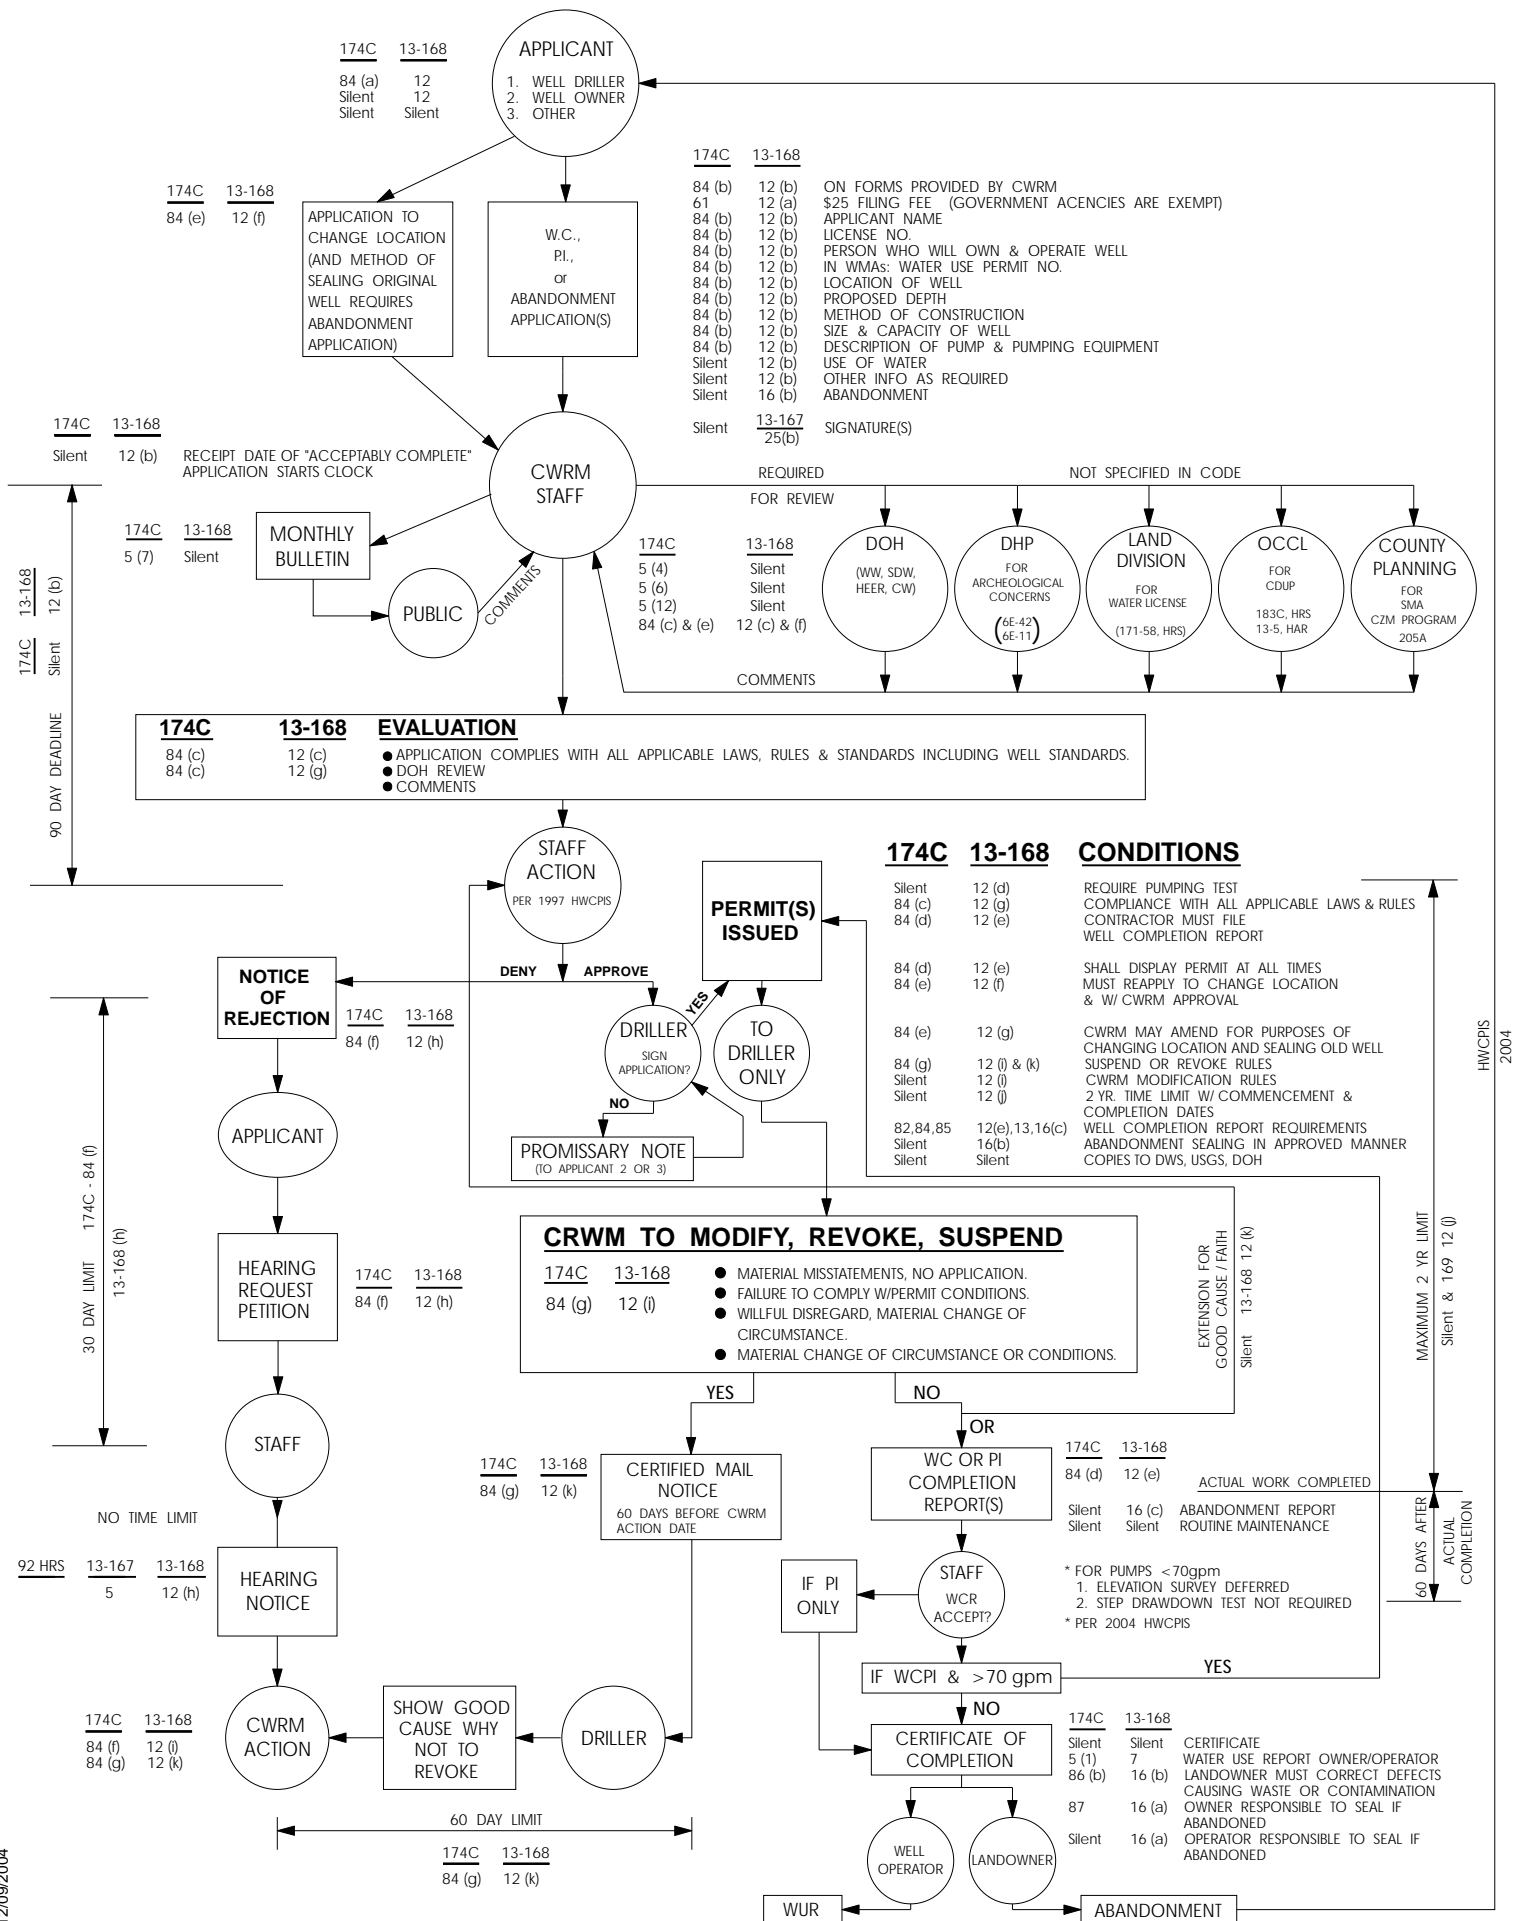 174C 13-168
84 (a) 12
Silent 12
Silent Silent
APPLICANT
1. WELL DRILLER
2. WELL OWNER
3. OTHER
174C 13-168
84 (e) 12 (f)
APPLICATION TO
CHANGE LOCATION
(AND METHOD OF
SEALING ORIGINAL
WELL REQUIRES
ABANDONMENT
APPLICATION)
W.C.,
P.I.,
or
ABANDONMENT
APPLICATION(S)
174C 13-168
84 (b) 12 (b) ON FORMS PROVIDED BY CWRM
61 12 (a) $25 FILING FEE (GOVERNMENT AGENCIES ARE EXEMPT)
84 (b) 12 (b) APPLICANT NAME
84 (b) 12 (b) LICENSE NO.
84 (b) 12 (b) PERSON WHO WILL OWN & OPERATE WELL
84 (b) 12 (b) IN WMAs: WATER USE PERMIT NO.
84 (b) 12 (b) LOCATION OF WELL
84 (b) 12 (b) PROPOSED DEPTH
84 (b) 12 (b) METHOD OF CONSTRUCTION
84 (b) 12 (b) SIZE & CAPACITY OF WELL
84 (b) 12 (b) DESCRIPTION OF PUMP & PUMPING EQUIPMENT
Silent 12 (b) USE OF WATER
Silent 12 (b) OTHER INFO AS REQUIRED
Silent 16 (b) ABANDONMENT
Silent 13-167 SIGNATURE(S)
25(b)
174C 13-168
Silent 12 (b) RECEIPT DATE OF "ACCEPTABLY COMPLETE"
APPLICATION STARTS CLOCK
CWRM
STAFF
REQUIRED NOT SPECIFIED IN CODE
FOR REVIEW
174C 13-168
5 (7) Silent
MONTHLY
BULLETIN
PUBLIC
COMMENTS
174C 13-168
5 (4) Silent
5 (6) Silent
5 (12) Silent
84 (c) & (e) 12 (c) & (f)
DOH
(WW, SDW,
HEER, CW)
DHP
FOR
ARCHEOLOGICAL
CONCERNS
(6E-42
6E-11)
LAND
DIVISION
FOR
WATER LICENSE
(171-58, HRS)
OCCL
FOR
CDUP
183C, HRS
13-5, HAR
COUNTY
PLANNING
FOR
SMA
CZM PROGRAM
205A
COMMENTS
174C 13-168
Silent 12 (b)
90 DAY DEADLINE
174C 13-168 EVALUATION
84 (c) 12 (c) ● APPLICATION COMPLIES WITH ALL APPLICABLE LAWS, RULES & STANDARDS INCLUDING WELL STANDARDS.
84 (c) 12 (g) ● DOH REVIEW
● COMMENTS
STAFF
ACTION
PER 1997 HWCPIS
PERMIT(S)
ISSUED
174C 13-168 CONDITIONS
Silent 12 (d) REQUIRE PUMPING TEST
84 (c) 12 (g) COMPLIANCE WITH ALL APPLICABLE LAWS & RULES
84 (d) 12 (e) CONTRACTOR MUST FILE
WELL COMPLETION REPORT
84 (d) 12 (e) SHALL DISPLAY PERMIT AT ALL TIMES
84 (e) 12 (f) MUST REAPPLY TO CHANGE LOCATION
& W/ CWRM APPROVAL
84 (e) 12 (g) CWRM MAY AMEND FOR PURPOSES OF
CHANGING LOCATION AND SEALING OLD WELL
84 (g) 12 (i) & (k) SUSPEND OR REVOKE RULES
Silent 12 (i) CWRM MODIFICATION RULES
Silent 12 (j) 2 YR. TIME LIMIT W/ COMMENCEMENT &
COMPLETION DATES
82,84,85 12(e),13,16(c) WELL COMPLETION REPORT REQUIREMENTS
Silent 16(b) ABANDONMENT SEALING IN APPROVED MANNER
Silent Silent COPIES TO DWS, USGS, DOH
DENY APPROVE
NOTICE
OF
REJECTION
174C 13-168
84 (f) 12 (h)
DRILLER
SIGN
APPLICATION?
YES
NO
TO
DRILLER
ONLY
PROMISSARY NOTE
(TO APPLICANT 2 OR 3)
HWCPIS
2004
APPLICANT
30 DAY LIMIT 174C - 84 (f)
13-168 (h)
HEARING
REQUEST
PETITION
174C 13-168
84 (f) 12 (h)
CRWM TO MODIFY, REVOKE, SUSPEND
174C 13-168
84 (g) 12 (i)
● MATERIAL MISSTATEMENTS, NO APPLICATION.
● FAILURE TO COMPLY W/PERMIT CONDITIONS.
● WILLFUL DISREGARD, MATERIAL CHANGE OF
CIRCUMSTANCE.
● MATERIAL CHANGE OF CIRCUMSTANCE OR CONDITIONS.
EXTENSION FOR
GOOD CAUSE / FAITH
Silent 13-168 12 (k)
MAXIMUM 2 YR LIMIT
Silent & 169 12 (j)
YES NO
OR
STAFF
174C 13-168
84 (g) 12 (k)
CERTIFIED MAIL
NOTICE
60 DAYS BEFORE CWRM
ACTION DATE
WC OR PI
COMPLETION
REPORT(S)
174C 13-168
84 (d) 12 (e)
ACTUAL WORK COMPLETED
Silent 16 (c) ABANDONMENT REPORT
Silent Silent ROUTINE MAINTENANCE
60 DAYS AFTER
ACTUAL
COMPLETION
NO TIME LIMIT
92 HRS 13-167 13-168
5 12 (h)
HEARING
NOTICE
IF PI
ONLY
STAFF
WCR
ACCEPT?
* FOR PUMPS <70gpm
1. ELEVATION SURVEY DEFERRED
2. STEP DRAWDOWN TEST NOT REQUIRED
* PER 2004 HWCPIS
IF WCPI & >70 gpm
YES
NO
174C 13-168
84 (f) 12 (i)
84 (g) 12 (k)
CWRM
ACTION
SHOW GOOD
CAUSE WHY
NOT TO
REVOKE
DRILLER
CERTIFICATE OF
COMPLETION
174C 13-168
Silent Silent CERTIFICATE
5 (1) 7 WATER USE REPORT OWNER/OPERATOR
86 (b) 16 (b) LANDOWNER MUST CORRECT DEFECTS
CAUSING WASTE OR CONTAMINATION
87 16 (a) OWNER RESPONSIBLE TO SEAL IF
ABANDONED
Silent 16 (a) OPERATOR RESPONSIBLE TO SEAL IF
ABANDONED
60 DAY LIMIT
174C 13-168
84 (g) 12 (k)
WELL
OPERATOR
LANDOWNER
WUR
ABANDONMENT
12/09/2004